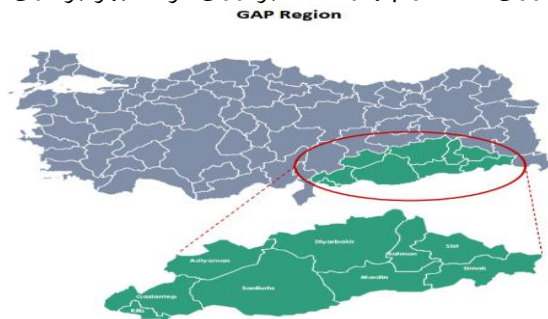 GAP Region
Diyarbakır
Siirt
Adıyaman
Batman
Şırnak
Mardin
Gaziantep
Şanlıurfa
Kilis